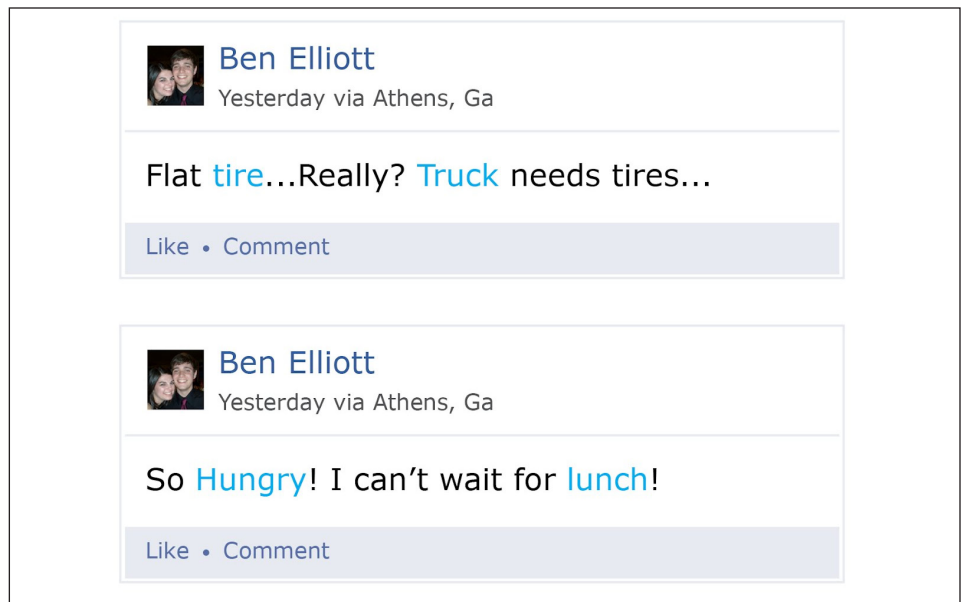 Ben Elliott
Yesterday via Athens, Ga
Flat tire...Really? Truck needs tires...
Like • Comment
Ben Elliott
Yesterday via Athens, Ga
So Hungry! I can’t wait for lunch!
Like • Comment